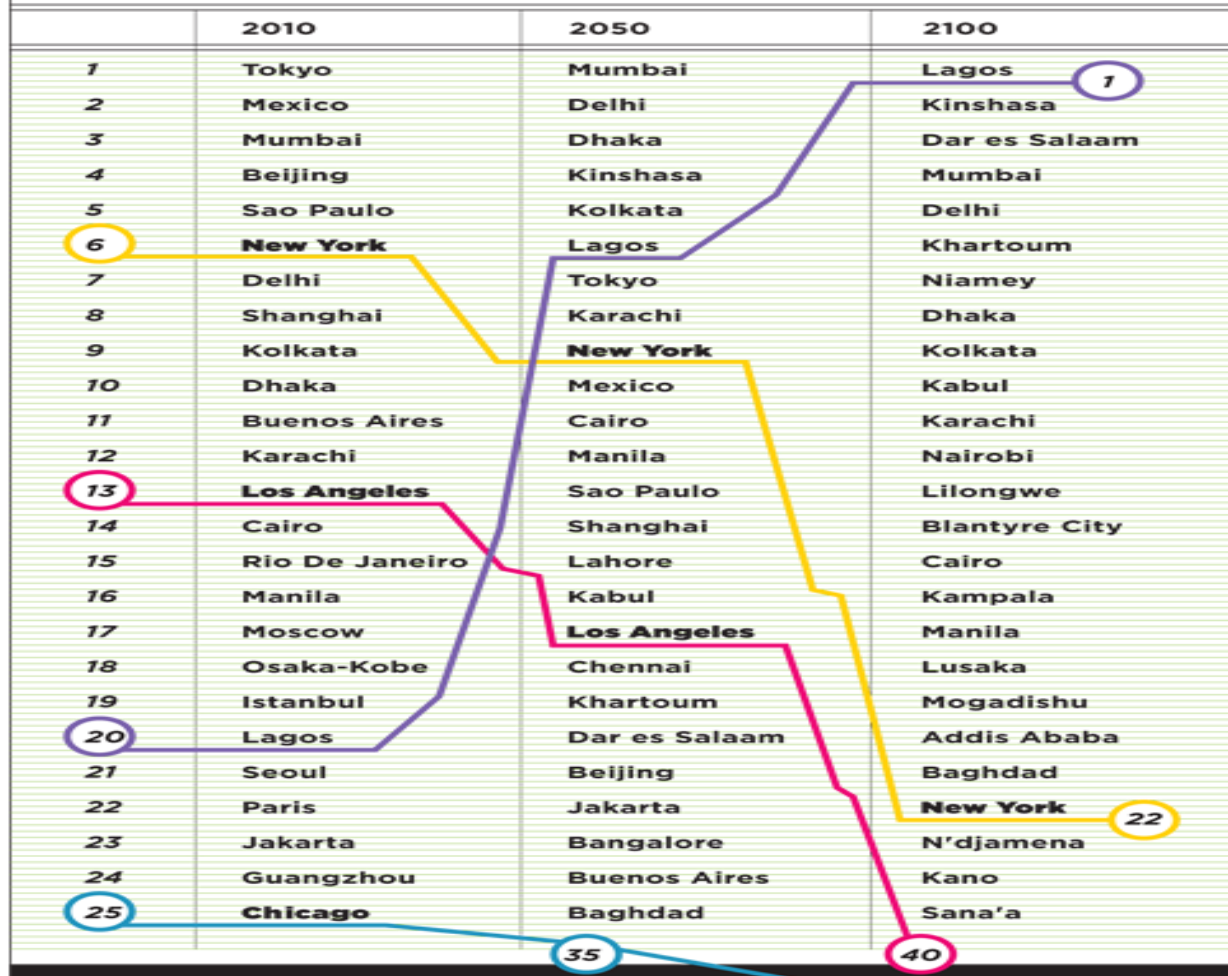 2010 2050 2100
1 Tokyo Mumbai Lagos 1
2 Mexico Delhi Kinshasa
3 Mumbai Dhaka Dar es Salaam
4 Beijing Kinshasa Mumbai
5 Sao Paulo Kolkata Delhi
6 New York Lagos Khartoum
7 Delhi Tokyo Niamey
8 Shanghai Karachi Dhaka
9 Kolkata New York Kolkata
10 Dhaka Mexico Kabul
11 Buenos Aires Cairo Karachi
12 Karachi Manila Nairobi
13 Los Angeles Sao Paulo Lilongwe
14 Cairo Shanghai Blantyre City
15 Rio De Janeiro Lahore Cairo
16 Manila Kabul Kampala
17 Moscow Los Angeles Manila
18 Osaka-Kobe Chennai Lusaka
19 Istanbul Khartoum Mogadishu
20 Lagos Dar es Salaam Addis Ababa
21 Seoul Beijing Baghdad
22 Paris Jakarta New York 22
23 Jakarta Bangalore N'djamena
24 Guangzhou Buenos Aires Kano
25 Chicago Baghdad Sana'a
35 40